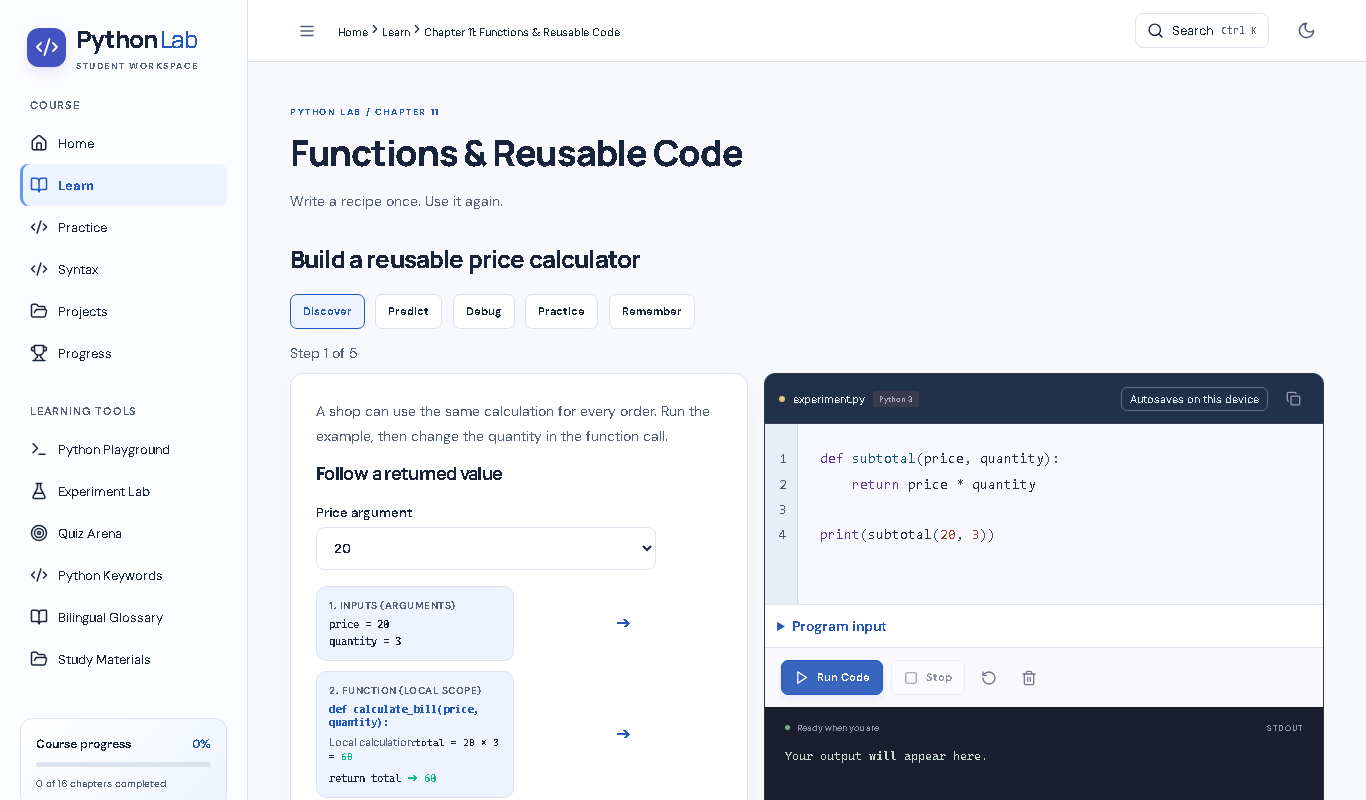 PythonLab
STUDENT WORKSPACE
COURSE
Home
Learn
Practice
Syntax
Projects
Progress
LEARNING TOOLS
Python Playground
Experiment Lab
Quiz Arena
Python Keywords
Bilingual Glossary
Study Materials
Course progress 0%
0 of 16 chapters completed
Home > Learn > Chapter 11: Functions & Reusable Code
Search Ctrl K
PYTHON LAB / CHAPTER 11
Functions & Reusable Code
Write a recipe once. Use it again.
Build a reusable price calculator
Discover Predict Debug Practice Remember
Step 1 of 5
A shop can use the same calculation for every order. Run the
example, then change the quantity in the function call.
Follow a returned value
Price argument
20
1. INPUTS (ARGUMENTS)
price = 20
quantity = 3
→
2. FUNCTION (LOCAL SCOPE)
def calculate_bill(price,
quantity):
Local calculation:total = 20 × 3
= 60
return total → 60
→
experiment.py Python 3 Autosaves on this device
1 def subtotal(price, quantity):
2 return price * quantity
3
4 print(subtotal(20, 3))
Program input
Run Code Stop
Ready when you are STDOUT
Your output will appear here.